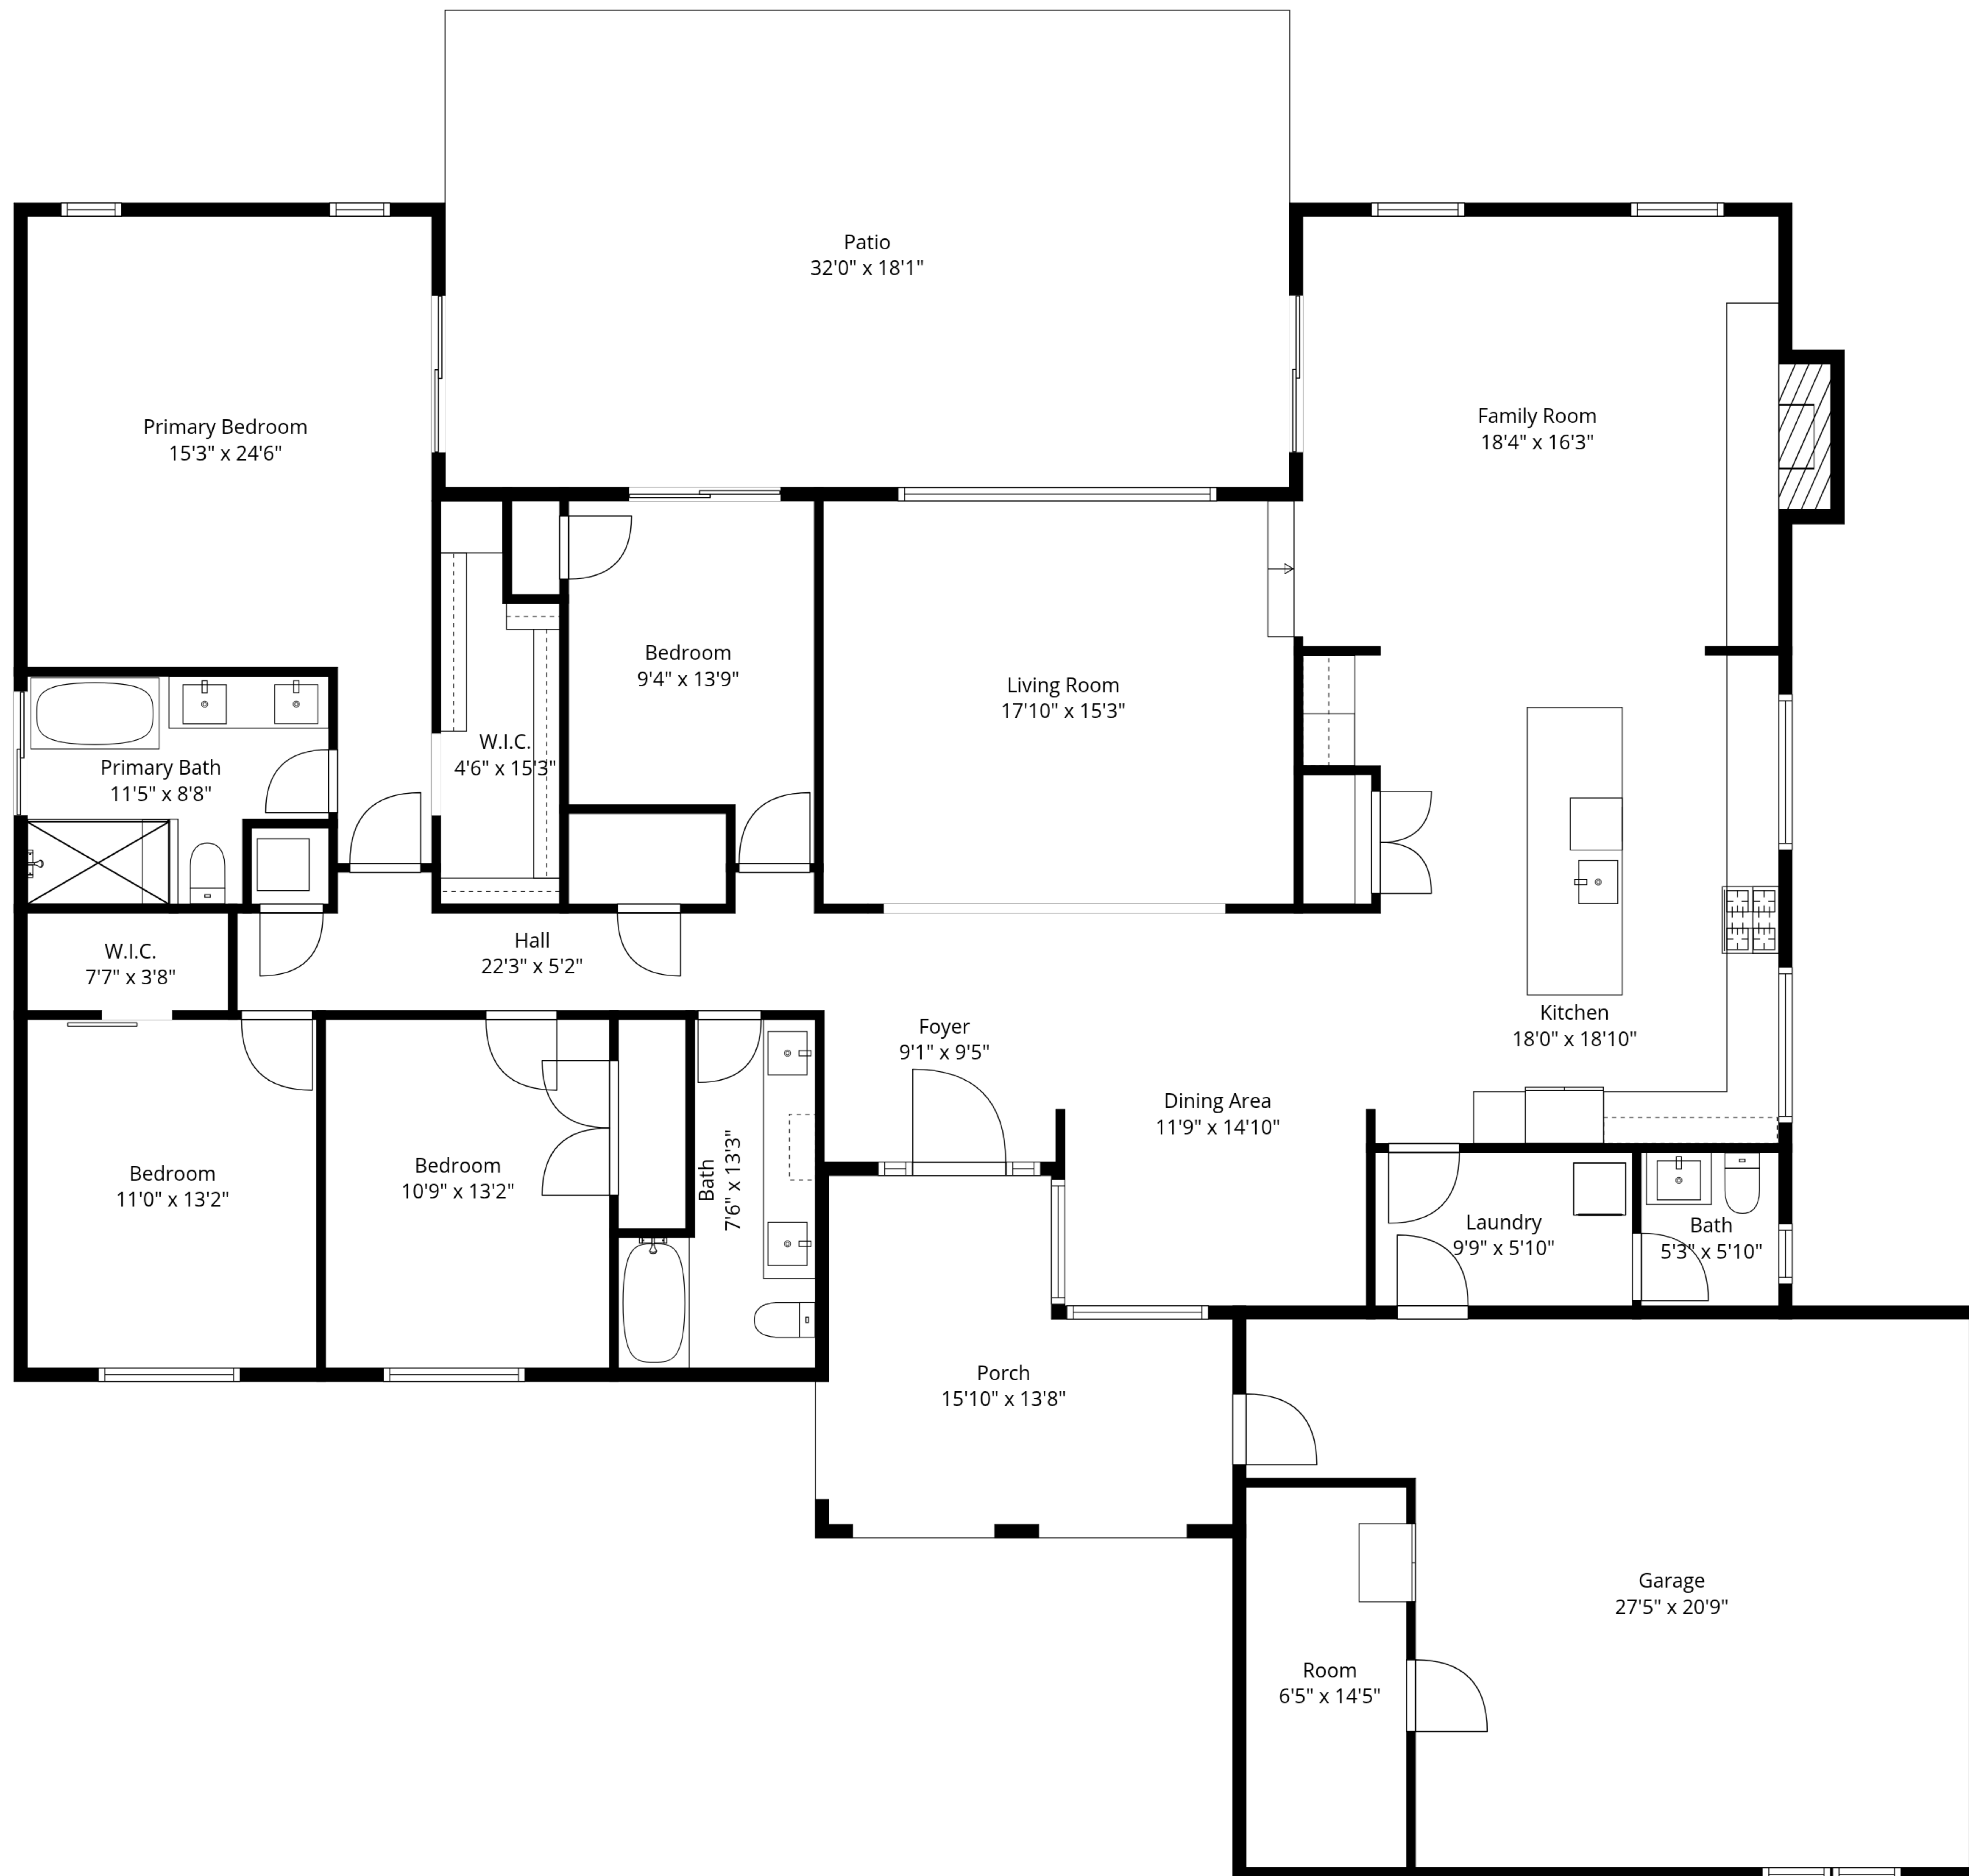 Patio
32'0" x 18'1"
Primary Bedroom
15'3" x 24'6"
Family Room
18'4" x 16'3"
Bedroom
9'4" x 13'9"
Living Room
17'10" x 15'3"
W.I.C.
4'6" x 15'3"
Primary Bath
11'5" x 8'8"
W.I.C.
7'7" x 3'8"
Hall
22'3" x 5'2"
Foyer
9'1" x 9'5"
Kitchen
18'0" x 18'10"
Dining Area
11'9" x 14'10"
Bedroom
11'0" x 13'2"
Bedroom
10'9" x 13'2"
Bath
7'6" x 13'3"
Laundry
9'9" x 5'10"
Bath
5'3" x 5'10"
Porch
15'10" x 13'8"
Garage
27'5" x 20'9"
Room
6'5" x 14'5"